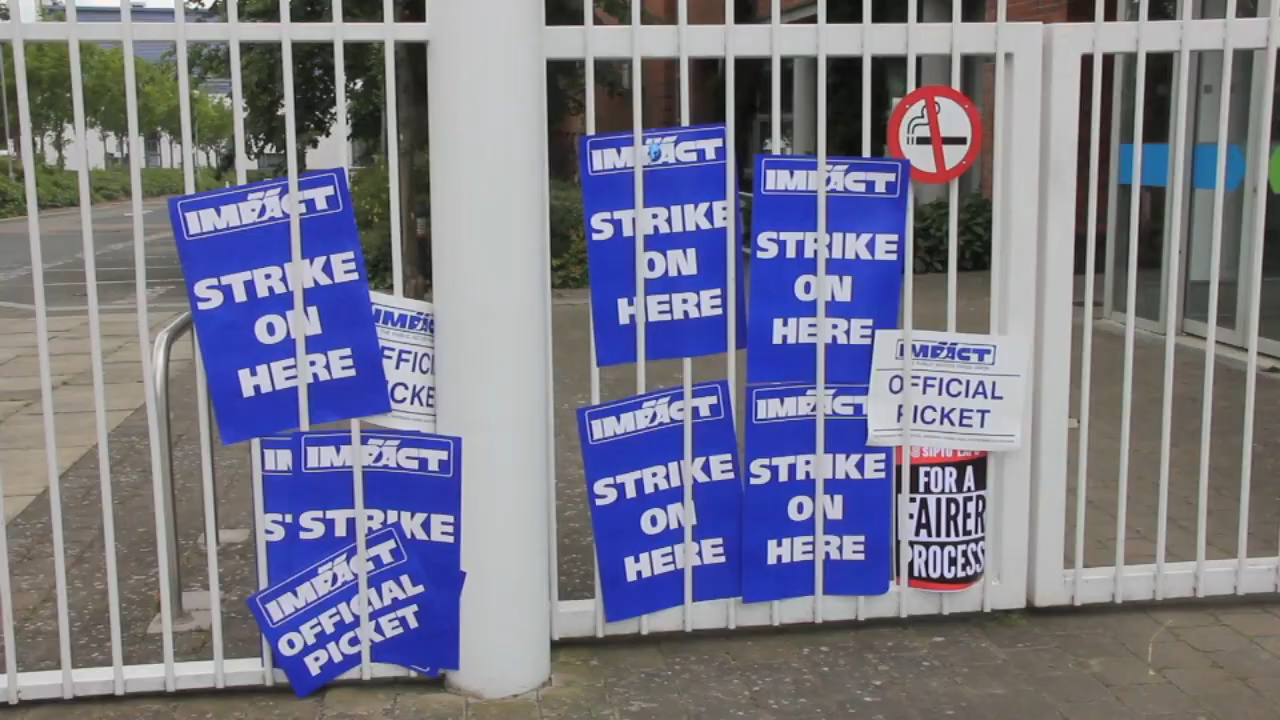 IMPACT
STRIKE
ON
HERE
IMPACT
OFFICIAL
PICKET
IMPACT
STRIKE
IMPACT
OFFICIAL
PICKET
IMPACT
STRIKE
ON
HERE
IMPACT
STRIKE
ON
HERE
IMPACT
STRIKE
ON
HERE
IMPACT
STRIKE
ON
HERE
IMPACT
OFFICIAL
PICKET
SIPTU
FOR A
FAIRER
PROCESS